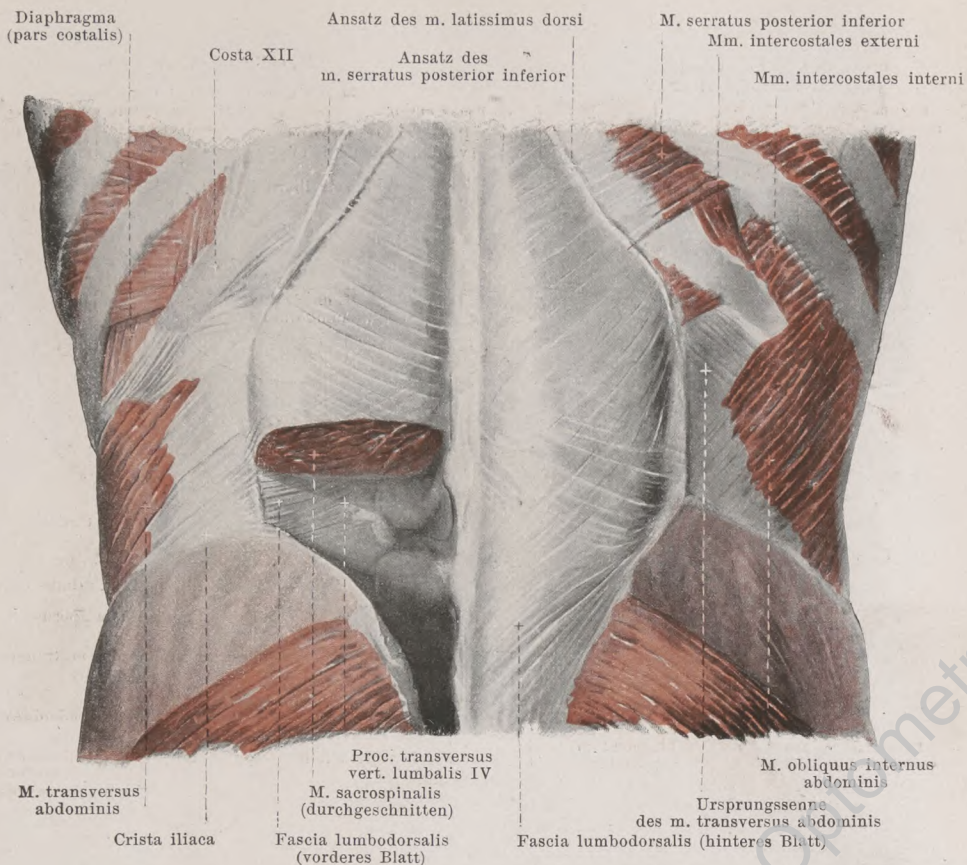 Diaphragma
(pars costalis)
Costa XII
Ansatz des m. latissimus dorsi
Ansatz des
m. serratus posterior inferior
M. serratus posterior inferior
Mm. intercostales externi
Mm. intercostales interni
M. transversus
abdominis
Crista iliaca
Proc. transversus
vert. lumbalis IV
M. sacrospinalis
(durchgeschnitten)
Fascia lumbodorsalis
(vorderes Blatt)
M. obliquus internus
abdominis
Ursprungssehne
des m. transversus abdominis
Fascia lumbodorsalis (hinteres Blatt)
Optomet